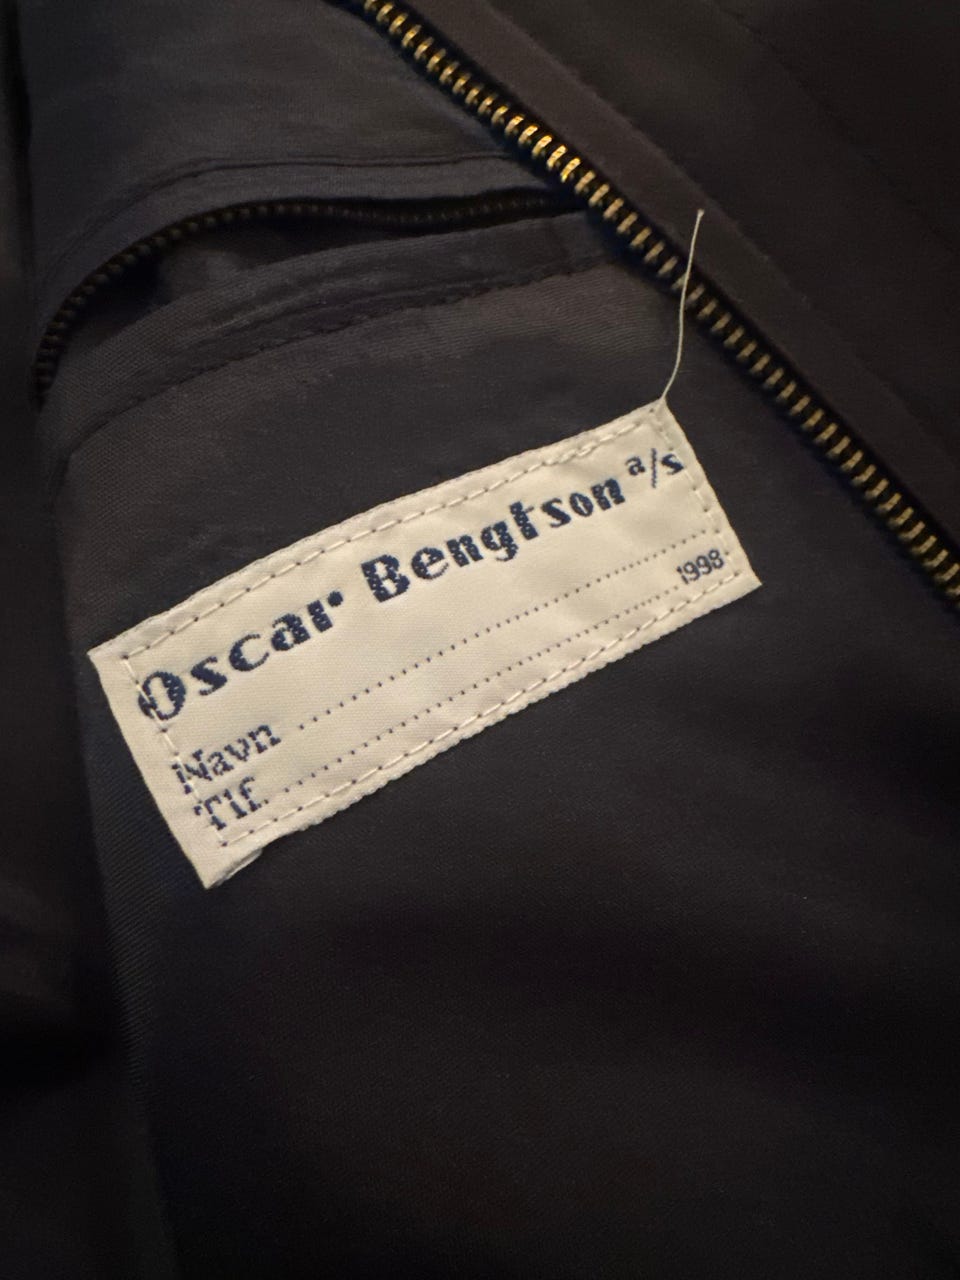 Oscar Bengtson a/s
Navn ..............................
1998
Tlf. ..............................